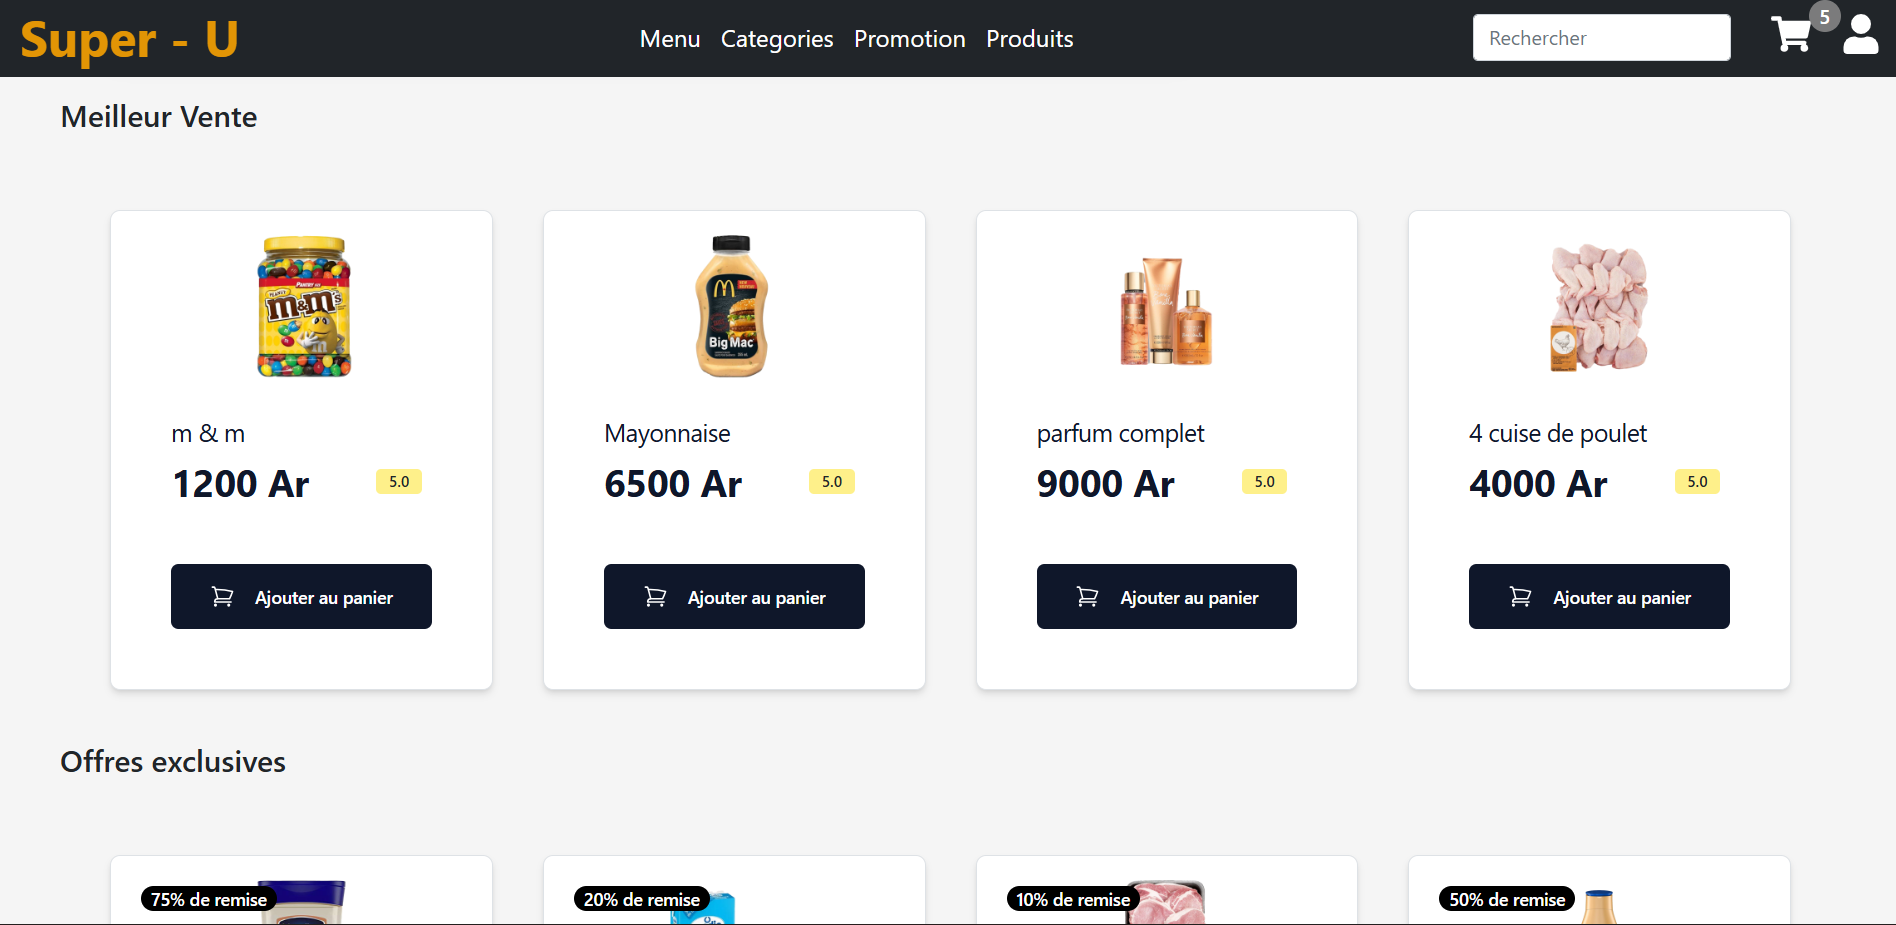 Super - U
Menu Categories Promotion Produits
Rechercher
5
Meilleur Vente
PEANUT
m&m's
m
Big Mac
m & m
1200 Ar
5.0
Ajouter au panier
Mayonnaise
6500 Ar
5.0
Ajouter au panier
parfum complet
9000 Ar
5.0
Ajouter au panier
4 cuise de poulet
4000 Ar
5.0
Ajouter au panier
Offres exclusives
75% de remise
20% de remise
10% de remise
50% de remise